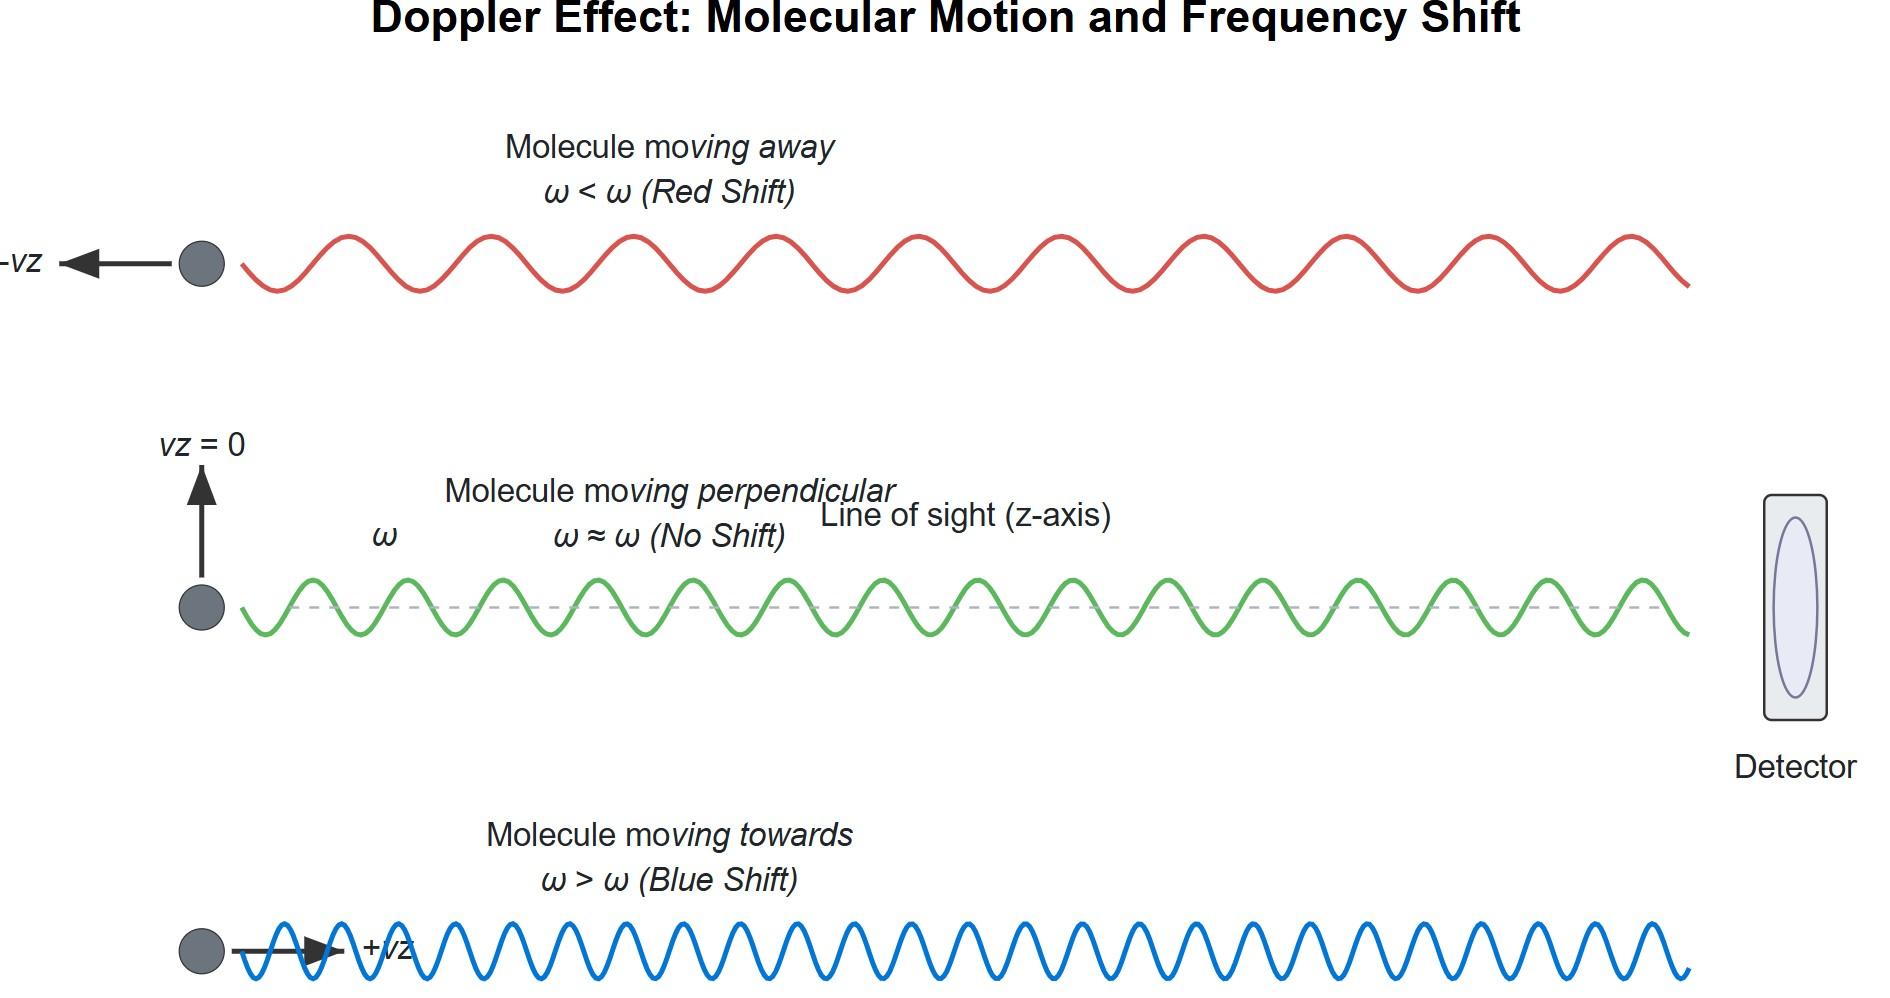 Doppler Effect: Molecular Motion and Frequency Shift
Molecule moving away
ω < ω (Red Shift)
-vz
vz = 0
Molecule moving perpendicular
Line of sight (z-axis)
ω
ω ≈ ω (No Shift)
Detector
Molecule moving towards
ω > ω (Blue Shift)
+vz